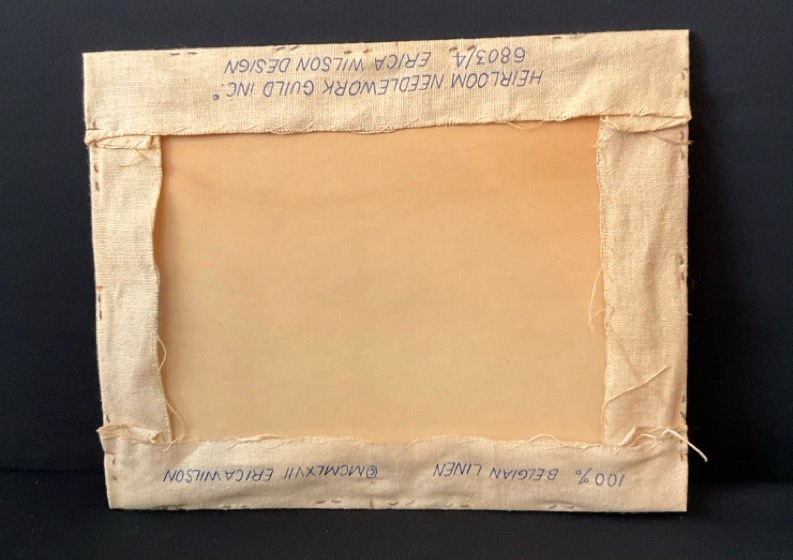 HEIRLOOM NEEDLEWORK GUILD INC.
6803/4 ERICA WILSON DESIGN
100% BELGIAN LINEN ©MCMLXVII ERICA WILSON